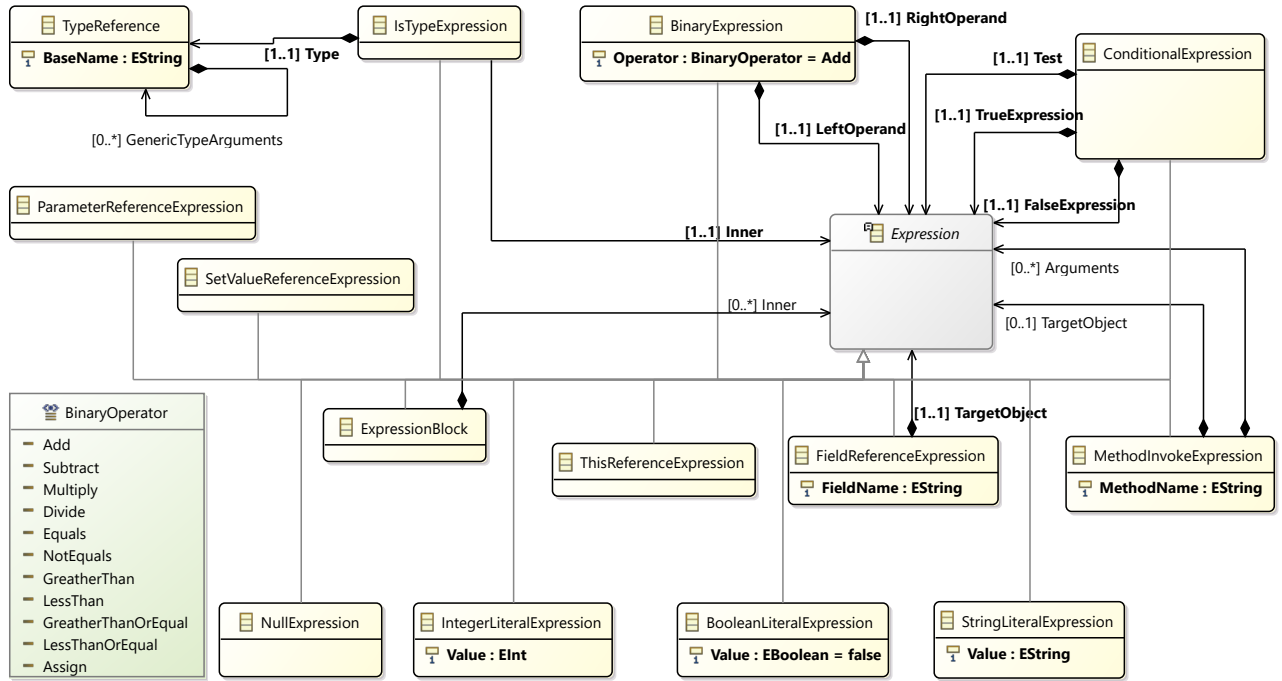 TypeReference
BaseName : EString
[0..*] GenericTypeArguments
[1..1] Type
IsTypeExpression
BinaryExpression
Operator : BinaryOperator = Add
[1..1] RightOperand
[1..1] LeftOperand
[1..1] Test
[1..1] TrueExpression
ConditionalExpression
[1..1] FalseExpression
ParameterReferenceExpression
[1..1] Inner
Expression
SetValueReferenceExpression
[0..*] Arguments
[0..*] Inner
[0..1] TargetObject
BinaryOperator
Add
Subtract
Multiply
Divide
Equals
NotEquals
GreatherThan
LessThan
GreatherThanOrEqual
LessThanOrEqual
Assign
ExpressionBlock
ThisReferenceExpression
[1..1] TargetObject
FieldReferenceExpression
FieldName : EString
MethodInvokeExpression
MethodName : EString
NullExpression
IntegerLiteralExpression
Value : EInt
BooleanLiteralExpression
Value : EBoolean = false
StringLiteralExpression
Value : EString